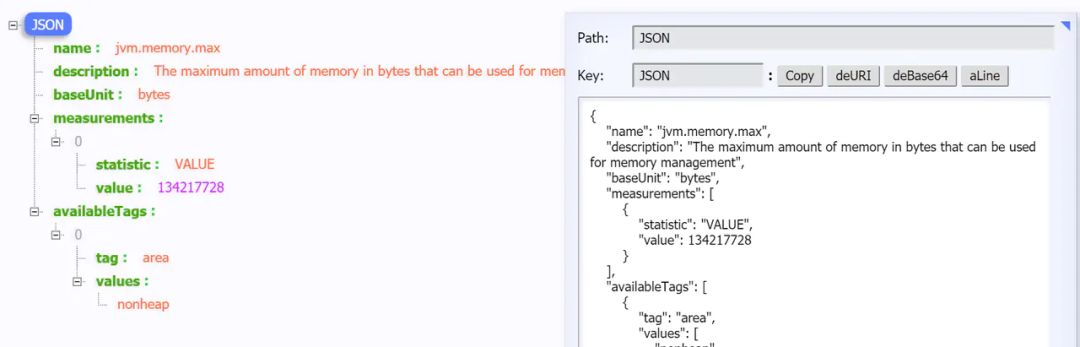 JSON
name : jvm.memory.max
description : The maximum amount of memory in bytes that can be used for mem
baseUnit : bytes
measurements :
0
statistic : VALUE
value : 134217728
availableTags :
0
tag : area
values :
nonheap
Path: JSON
Key: JSON : Copy deURI deBase64 aLine
{
"name": "jvm.memory.max",
"description": "The maximum amount of memory in bytes that can be used
for memory management",
"baseUnit": "bytes",
"measurements": [
{
"statistic": "VALUE",
"value": 134217728
}
],
"availableTags": [
{
"tag": "area",
"values": [
"nonheap"